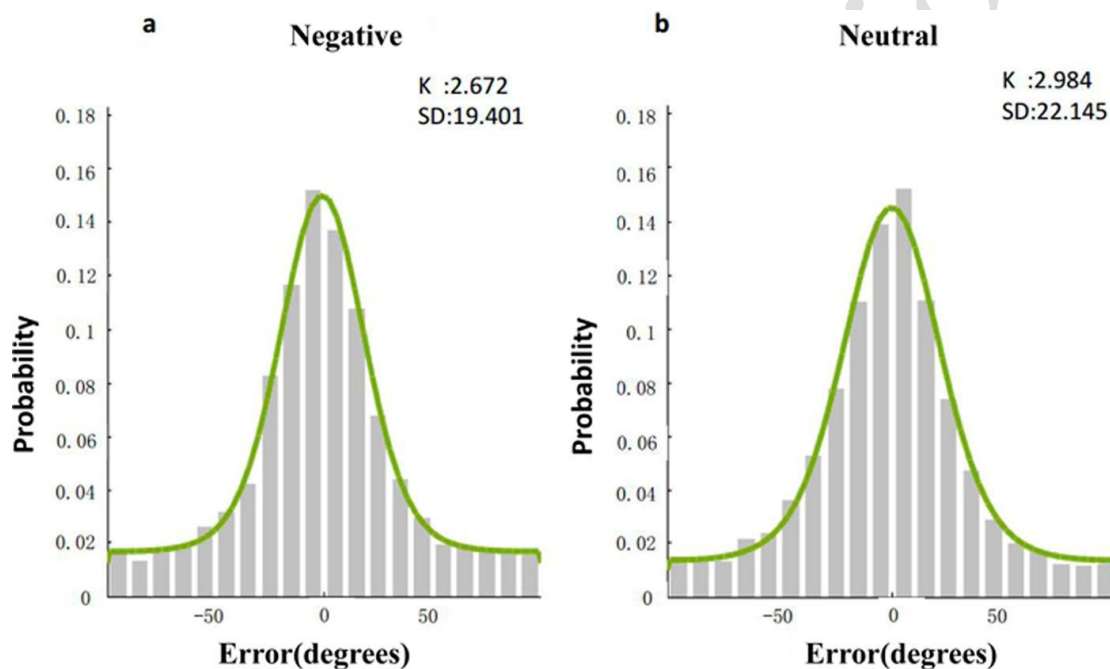 a
Negative
K :2.672
SD:19.401
0.18
0.16
0.14
0.12
0.1
0.08
0.06
0.04
0.02
0
Probability
-50
0
50
Error(degrees)
b
Neutral
K :2.984
SD:22.145
0.18
0.16
0.14
0.12
0.1
0.08
0.06
0.04
0.02
0
Probability
-50
0
50
Error(degrees)